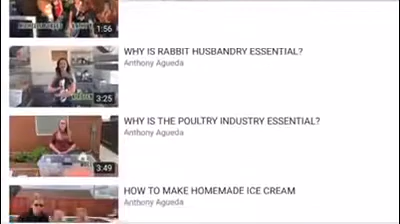 1:56
WHY IS RABBIT HUSBANDRY ESSENTIAL?
Anthony Agueda
3:25
WHY IS THE POULTRY INDUSTRY ESSENTIAL?
Anthony Agueda
3:49
HOW TO MAKE HOMEMADE ICE CREAM
Anthony Agueda